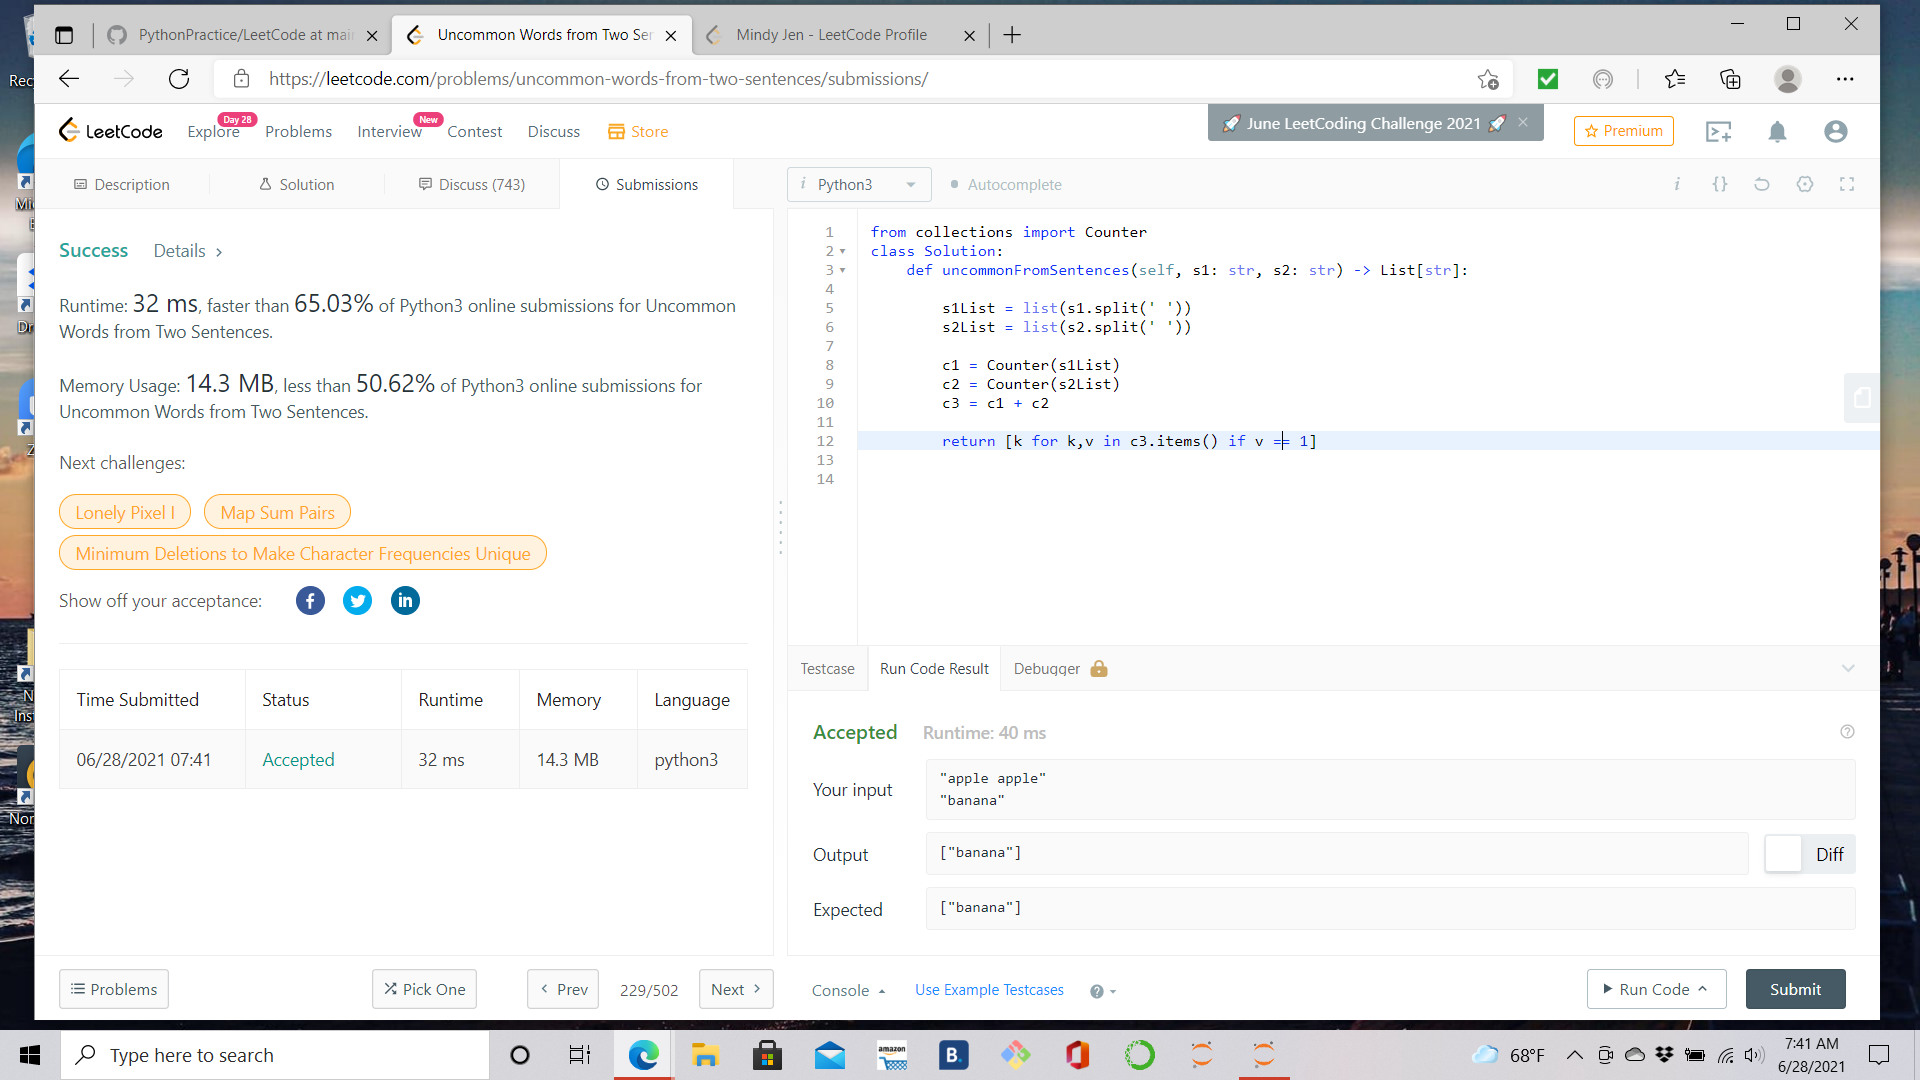 PythonPractice/LeetCode at mai
Uncommon Words from Two Ser
Mindy Jen - LeetCode Profile
https://leetcode.com/problems/uncommon-words-from-two-sentences/submissions/
LeetCode
Explore
Day 28
Problems
Interview
New
Contest
Discuss
Store
🚀 June LeetCoding Challenge 2021 🚀
Premium
Description
Solution
Discuss (743)
Submissions
i Python3
Autocomplete
i
{}
Success
Details >
Runtime: 32 ms, faster than 65.03% of Python3 online submissions for Uncommon
Words from Two Sentences.
Memory Usage: 14.3 MB, less than 50.62% of Python3 online submissions for
Uncommon Words from Two Sentences.
Next challenges:
Lonely Pixel I
Map Sum Pairs
Minimum Deletions to Make Character Frequencies Unique
Show off your acceptance:
Time Submitted Status Runtime Memory Language
06/28/2021 07:41 Accepted 32 ms 14.3 MB python3
1 from collections import Counter
2 class Solution:
3 def uncommonFromSentences(self, s1: str, s2: str) -> List[str]:
4
5 s1List = list(s1.split(' '))
6 s2List = list(s2.split(' '))
7
8 c1 = Counter(s1List)
9 c2 = Counter(s2List)
10 c3 = c1 + c2
11
12 return [k for k,v in c3.items() if v == 1]
13
14
Testcase
Run Code Result
Debugger
Accepted
Runtime: 40 ms
Your input
"apple apple"
"banana"
Output
["banana"]
Diff
Expected
["banana"]
Problems
Pick One
< Prev
229/502
Next >
Console
Use Example Testcases
Run Code
Submit
Type here to search
amazon
B.
68°F
7:41 AM
6/28/2021